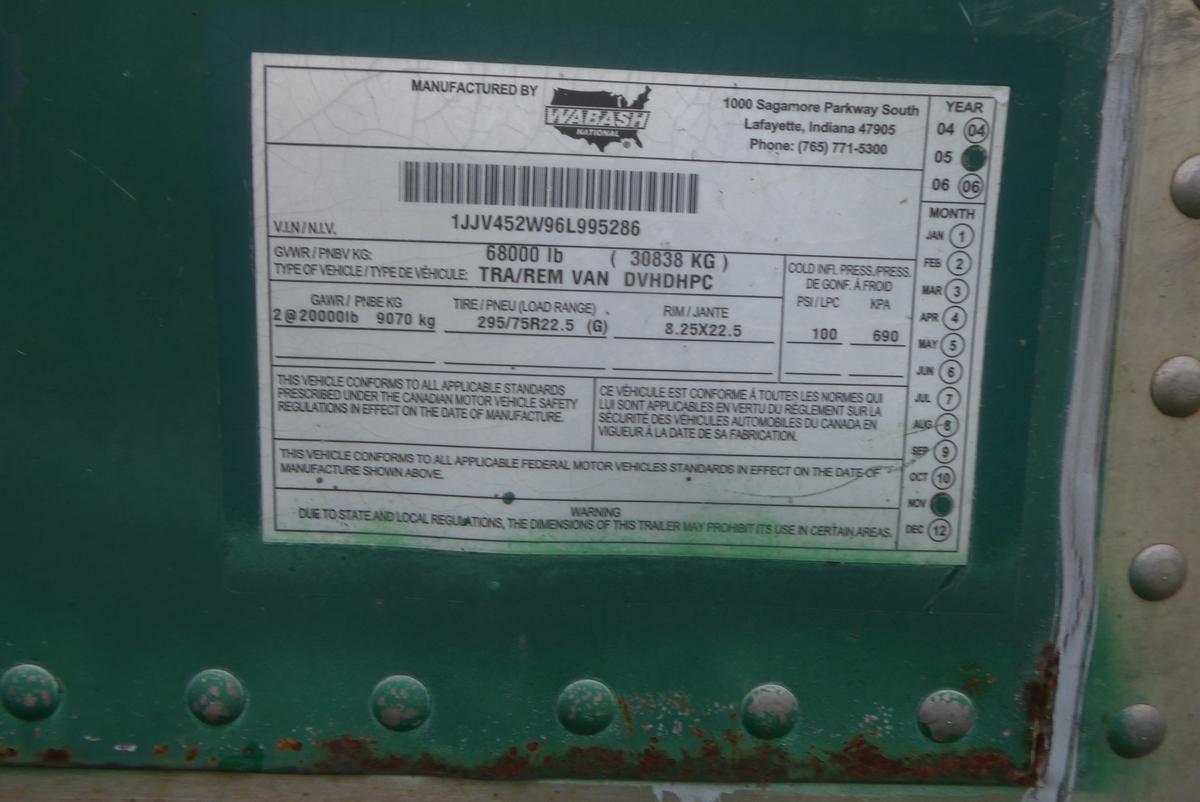 MANUFACTURED BY
WABASH
NATIONAL
®
1000 Sagamore Parkway South
Lafayette, Indiana 47905
Phone: (765) 771-5300
YEAR
04 04
05
06 06
V.I.N / N.I.V.
1JJV452W96L995286
GVWR / PNBV KG: 68000 lb ( 30838 KG )
TYPE OF VEHICLE / TYPE DE VÉHICULE: TRA/REM VAN DVHDHPC
COLD INFL PRESS./PRESS.
DE GONF. À FROID
PSI / LPC KPA
100 690
GAWR / PNBE KG TIRE / PNEU (LOAD RANGE) RIM / JANTE
2@20000lb 9070 kg 295/75R22.5 (G) 8.25X22.5
THIS VEHICLE CONFORMS TO ALL APPLICABLE STANDARDS
PRESCRIBED UNDER THE CANADIAN MOTOR VEHICLE SAFETY
REGULATIONS IN EFFECT ON THE DATE OF MANUFACTURE.
CE VÉHICULE EST CONFORME À TOUTES LES NORMES QUI
LUI SONT APPLICABLES EN VERTU DU RÉGLEMENT SUR LA
SÉCURITÉ DES VÉHICULES AUTOMOBILES DU CANADA EN
VIGUEUR À LA DATE DE SA FABRICATION.
THIS VEHICLE CONFORMS TO ALL APPLICABLE FEDERAL MOTOR VEHICLES STANDARDS IN EFFECT ON THE DATE OF
MANUFACTURE SHOWN ABOVE.
WARNING
DUE TO STATE AND LOCAL REGULATIONS, THE DIMENSIONS OF THIS TRAILER MAY PROHIBIT ITS USE IN CERTAIN AREAS.
MONTH
JAN 1
FEB 2
MAR 3
APR 4
MAY 5
JUN 6
JUL 7
AUG 8
SEP 9
OCT 10
NOV
DEC 12